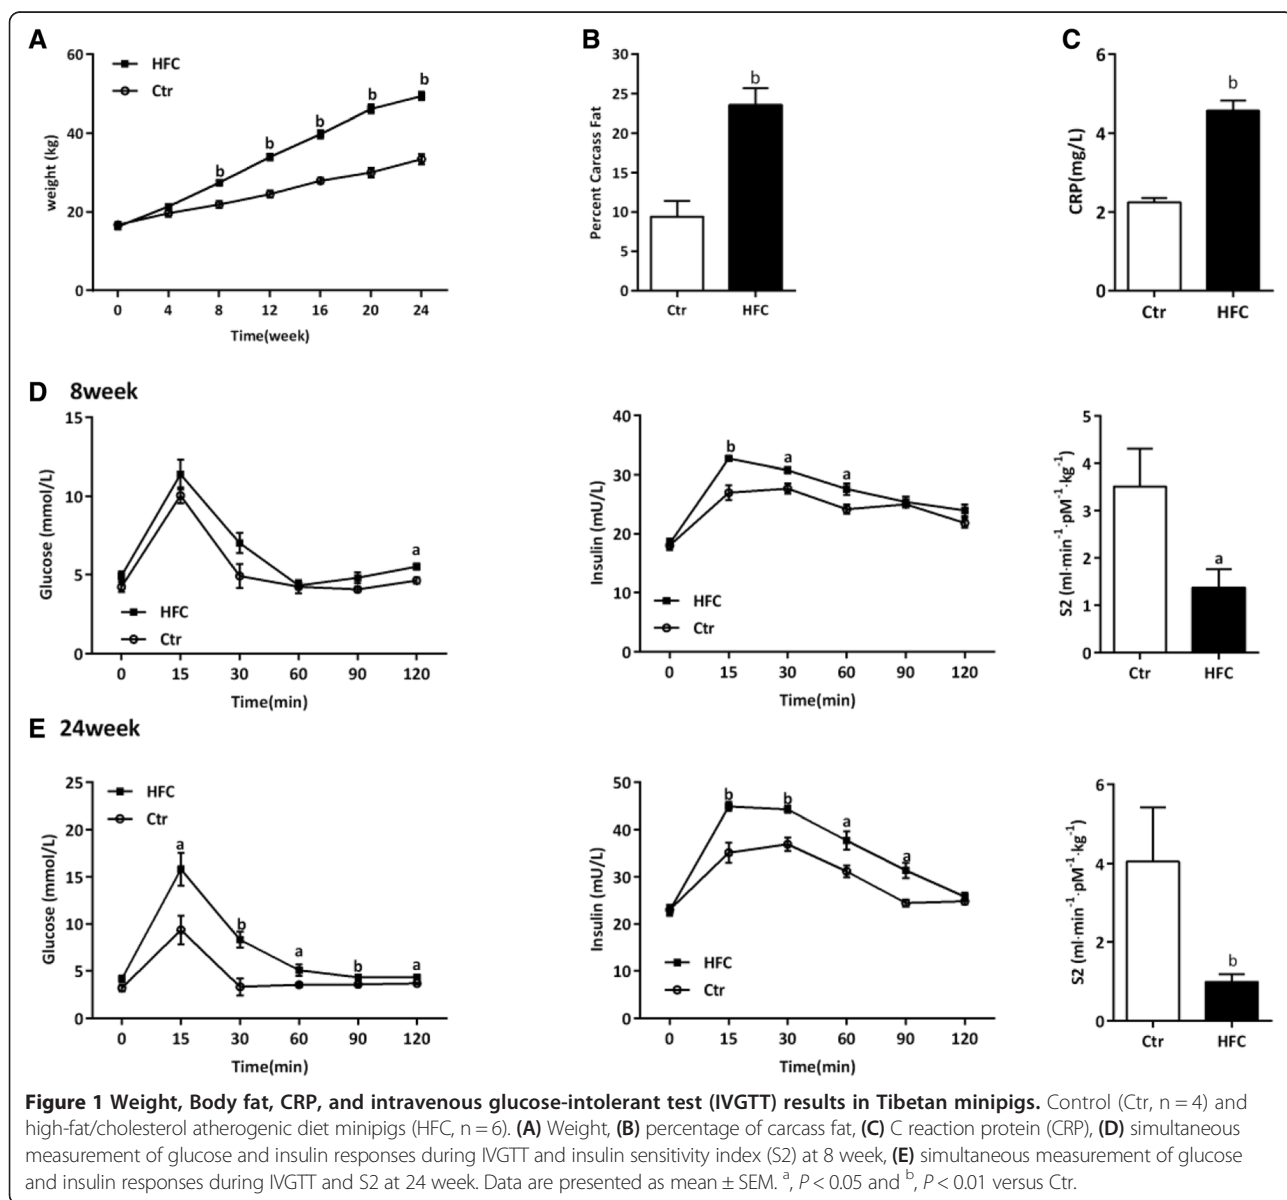 A
60
40
20
0
weight (kg)
HFC
Ctr
b
b
b
b
b
0 4 8 12 16 20 24
Time(week)
B
30
25
20
15
10
5
0
Percent Carcass Fat
b
Ctr HFC
C
6
4
2
0
CRP(mg/L)
b
Ctr HFC
D 8week
15
10
5
0
Glucose (mmol/L)
a
HFC
Ctr
0 15 30 60 90 120
Time(min)
40
30
20
10
0
Insulin (mU/L)
b
a
a
HFC
Ctr
0 15 30 60 90 120
Time(min)
5
4
3
2
1
0
S2 (ml·min⁻¹·pM⁻¹·kg⁻¹)
a
Ctr HFC
E 24week
25
20
15
10
5
0
Glucose (mmol/L)
HFC
Ctr
a
b
a
b
a
0 15 30 60 90 120
Time(min)
50
40
30
20
10
0
Insulin (mU/L)
b
b
a
a
HFC
Ctr
0 15 30 60 90 120
Time(min)
6
4
2
0
S2 (ml·min⁻¹·pM⁻¹·kg⁻¹)
b
Ctr HFC
Figure 1 Weight, Body fat, CRP, and intravenous glucose-intolerant test (IVGTT) results in Tibetan minipigs. Control (Ctr, n = 4) and
high-fat/cholesterol atherogenic diet minipigs (HFC, n = 6). (A) Weight, (B) percentage of carcass fat, (C) C reaction protein (CRP), (D) simultaneous
measurement of glucose and insulin responses during IVGTT and insulin sensitivity index (S2) at 8 week, (E) simultaneous measurement of glucose
and insulin responses during IVGTT and S2 at 24 week. Data are presented as mean ± SEM. ᵃ, P < 0.05 and ᵇ, P < 0.01 versus Ctr.